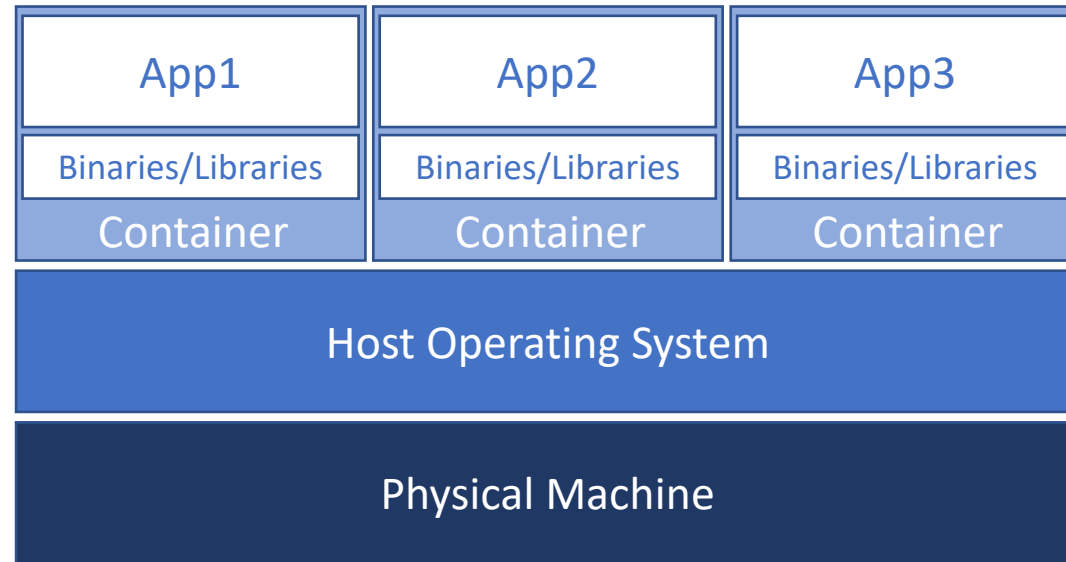 App1
App2
App3
Binaries/Libraries
Binaries/Libraries
Binaries/Libraries
Container
Container
Container
Host Operating System
Physical Machine